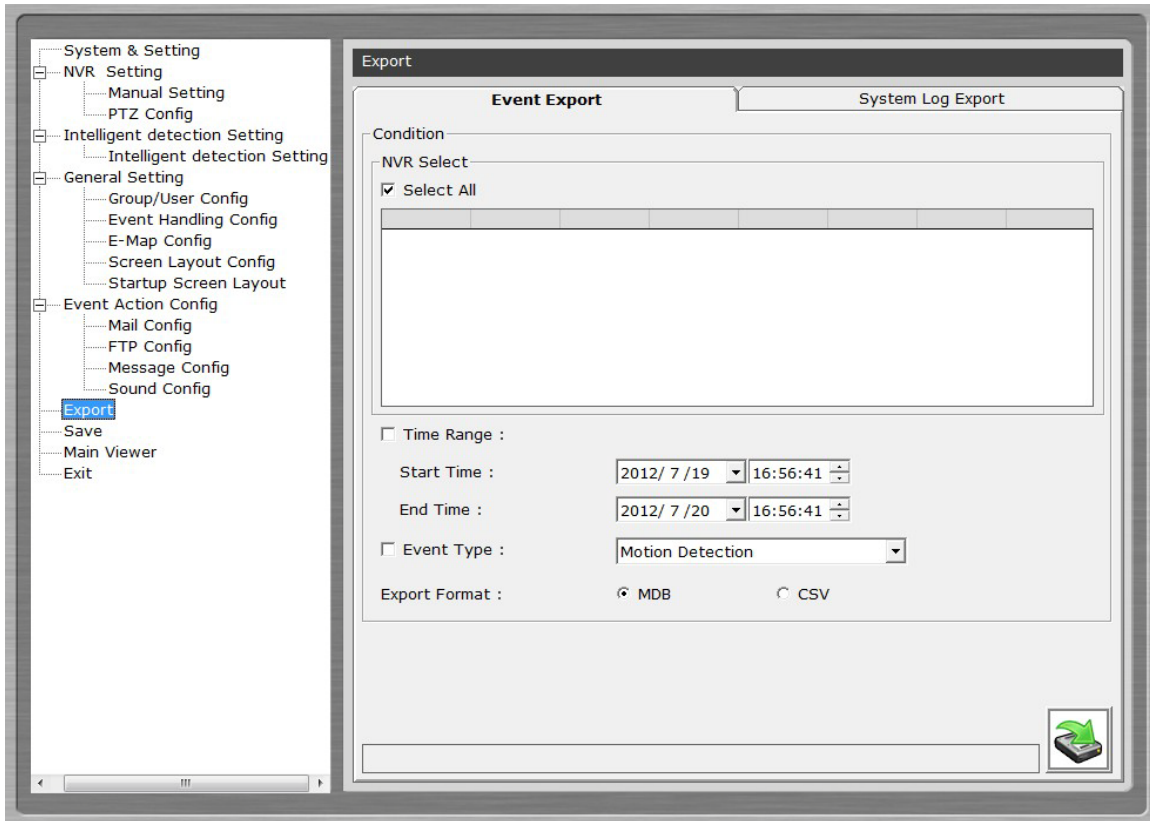 System & Setting
NVR Setting
Manual Setting
PTZ Config
Intelligent detection Setting
Intelligent detection Setting
General Setting
Group/User Config
Event Handling Config
E-Map Config
Screen Layout Config
Startup Screen Layout
Event Action Config
Mail Config
FTP Config
Message Config
Sound Config
Export
Save
Main Viewer
Exit
Export
Event Export
System Log Export
Condition
NVR Select
Select All
Time Range :
Start Time : 2012/ 7 /19 16:56:41
End Time : 2012/ 7 /20 16:56:41
Event Type : Motion Detection
Export Format : MDB CSV